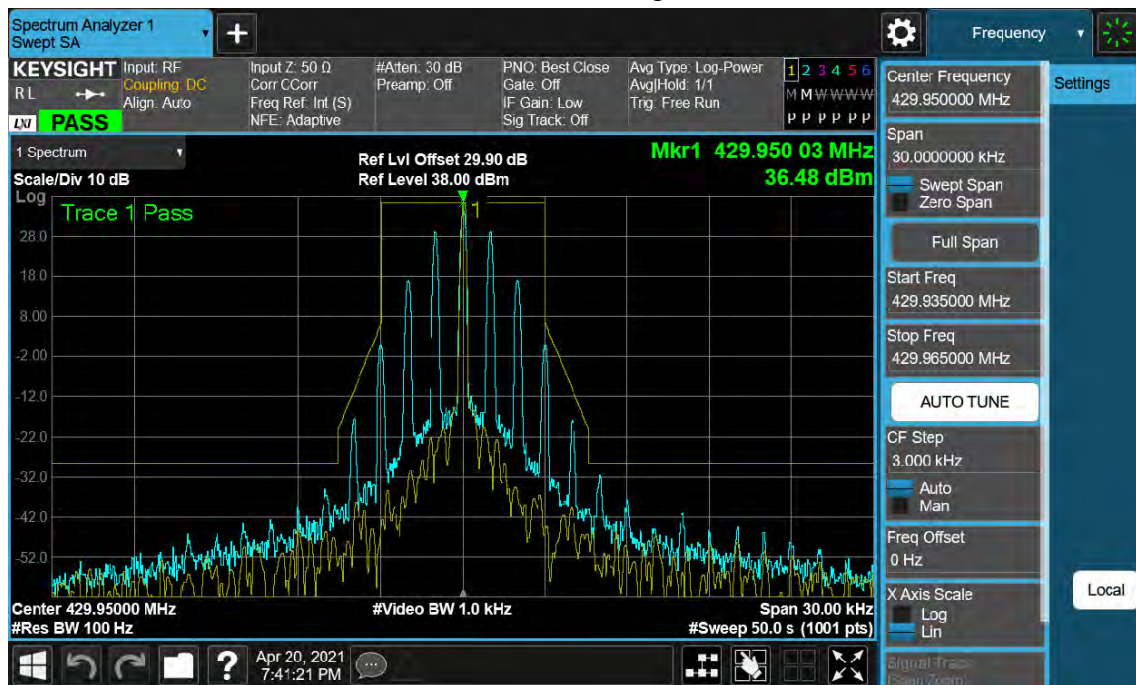 Spectrum Analyzer 1
Swept SA
+
Frequency
KEYSIGHT
RL
LXI
PASS
Input: RF
Coupling: DC
Align: Auto
Input Z: 50 Ω
Corr CCorr
Freq Ref: Int (S)
NFE: Adaptive
#Atten: 30 dB
Preamp: Off
PNO: Best Close
Gate: Off
IF Gain: Low
Sig Track: Off
Avg Type: Log-Power
Avg|Hold: 1/1
Trig: Free Run
1 2 3 4 5 6
M M W W W W
P P P P P P
1 Spectrum
Scale/Div 10 dB
Ref Lvl Offset 29.90 dB
Ref Level 38.00 dBm
Mkr1 429.950 03 MHz
36.48 dBm
Log
Trace 1 Pass
1
28.0
18.0
8.00
-2.00
-12.0
-22.0
-32.0
-42.0
-52.0
Center 429.95000 MHz
#Video BW 1.0 kHz
Span 30.00 kHz
#Res BW 100 Hz
#Sweep 50.0 s (1001 pts)
Center Frequency
429.950000 MHz
Settings
Span
30.0000000 kHz
Swept Span
Zero Span
Full Span
Start Freq
429.935000 MHz
Stop Freq
429.965000 MHz
AUTO TUNE
CF Step
3.000 kHz
Auto
Man
Freq Offset
0 Hz
X Axis Scale
Log
Lin
Local
Signal Track
(Span Zoom)
?
Apr 20, 2021
7:41:21 PM